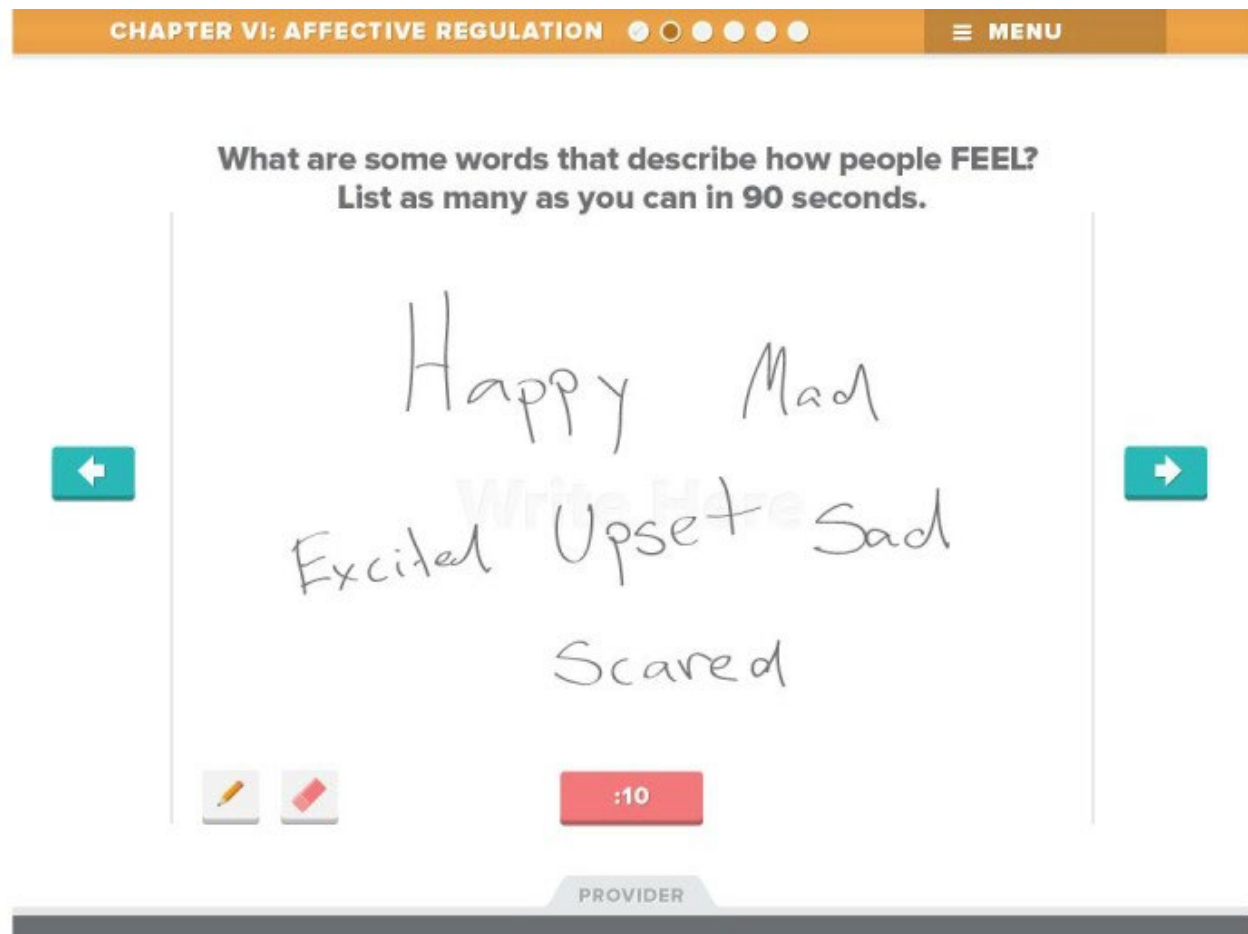 CHAPTER VI: AFFECTIVE REGULATION ☰ MENU
What are some words that describe how people FEEL?
List as many as you can in 90 seconds.
Happy Mad
Write Here
Excited Upset Sad
Scared
:10
PROVIDER